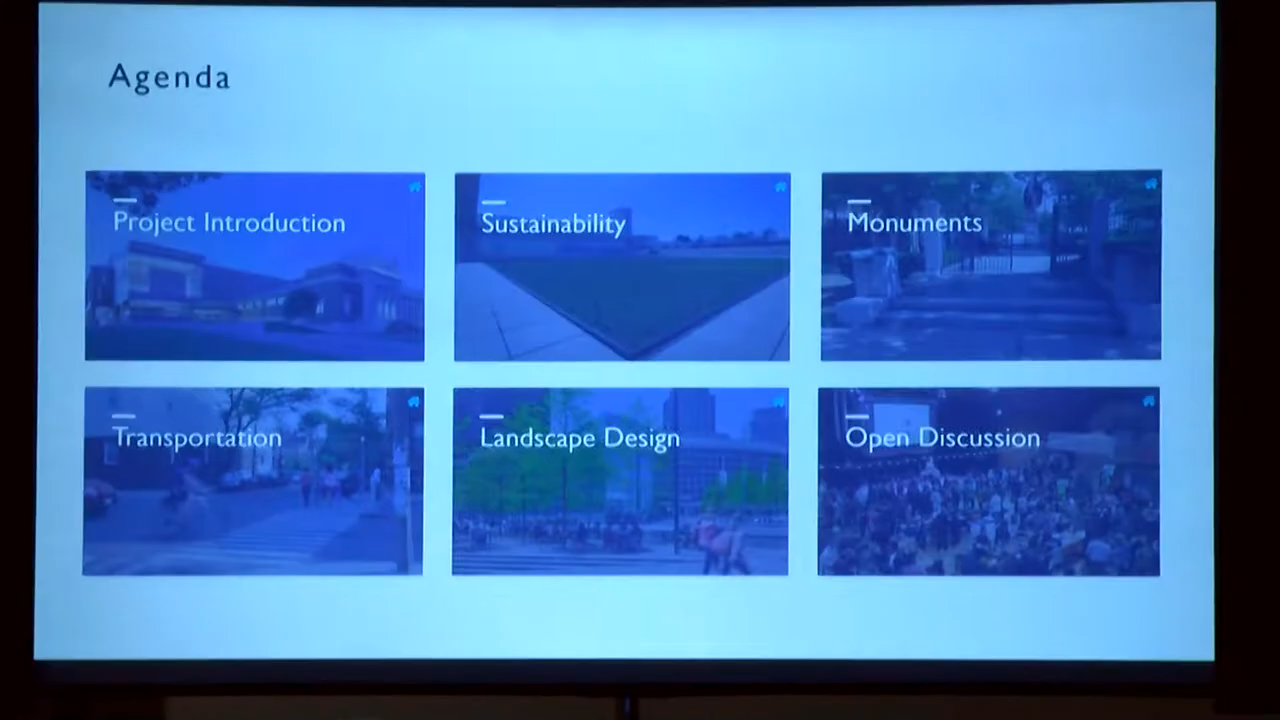 Agenda
Project Introduction
Sustainability
Monuments
Transportation
Landscape Design
Open Discussion